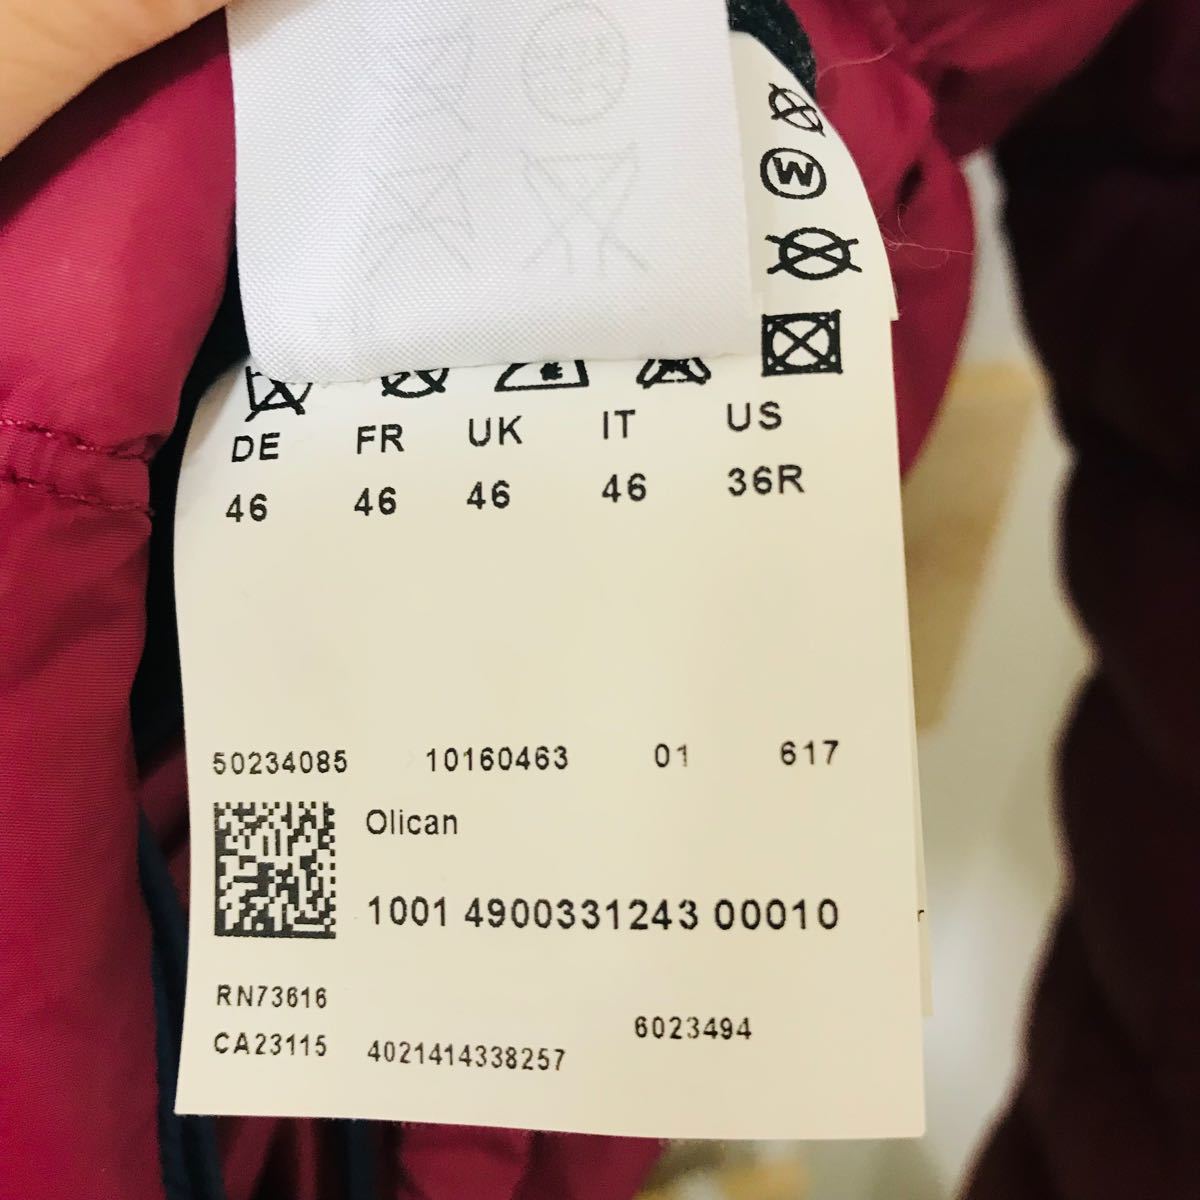 W
DE FR UK IT US
46 46 46 46 36R
50234085 10160463 01 617
Olican
1001 4900331243 00010
RN73616
6023494
CA23115 4021414338257